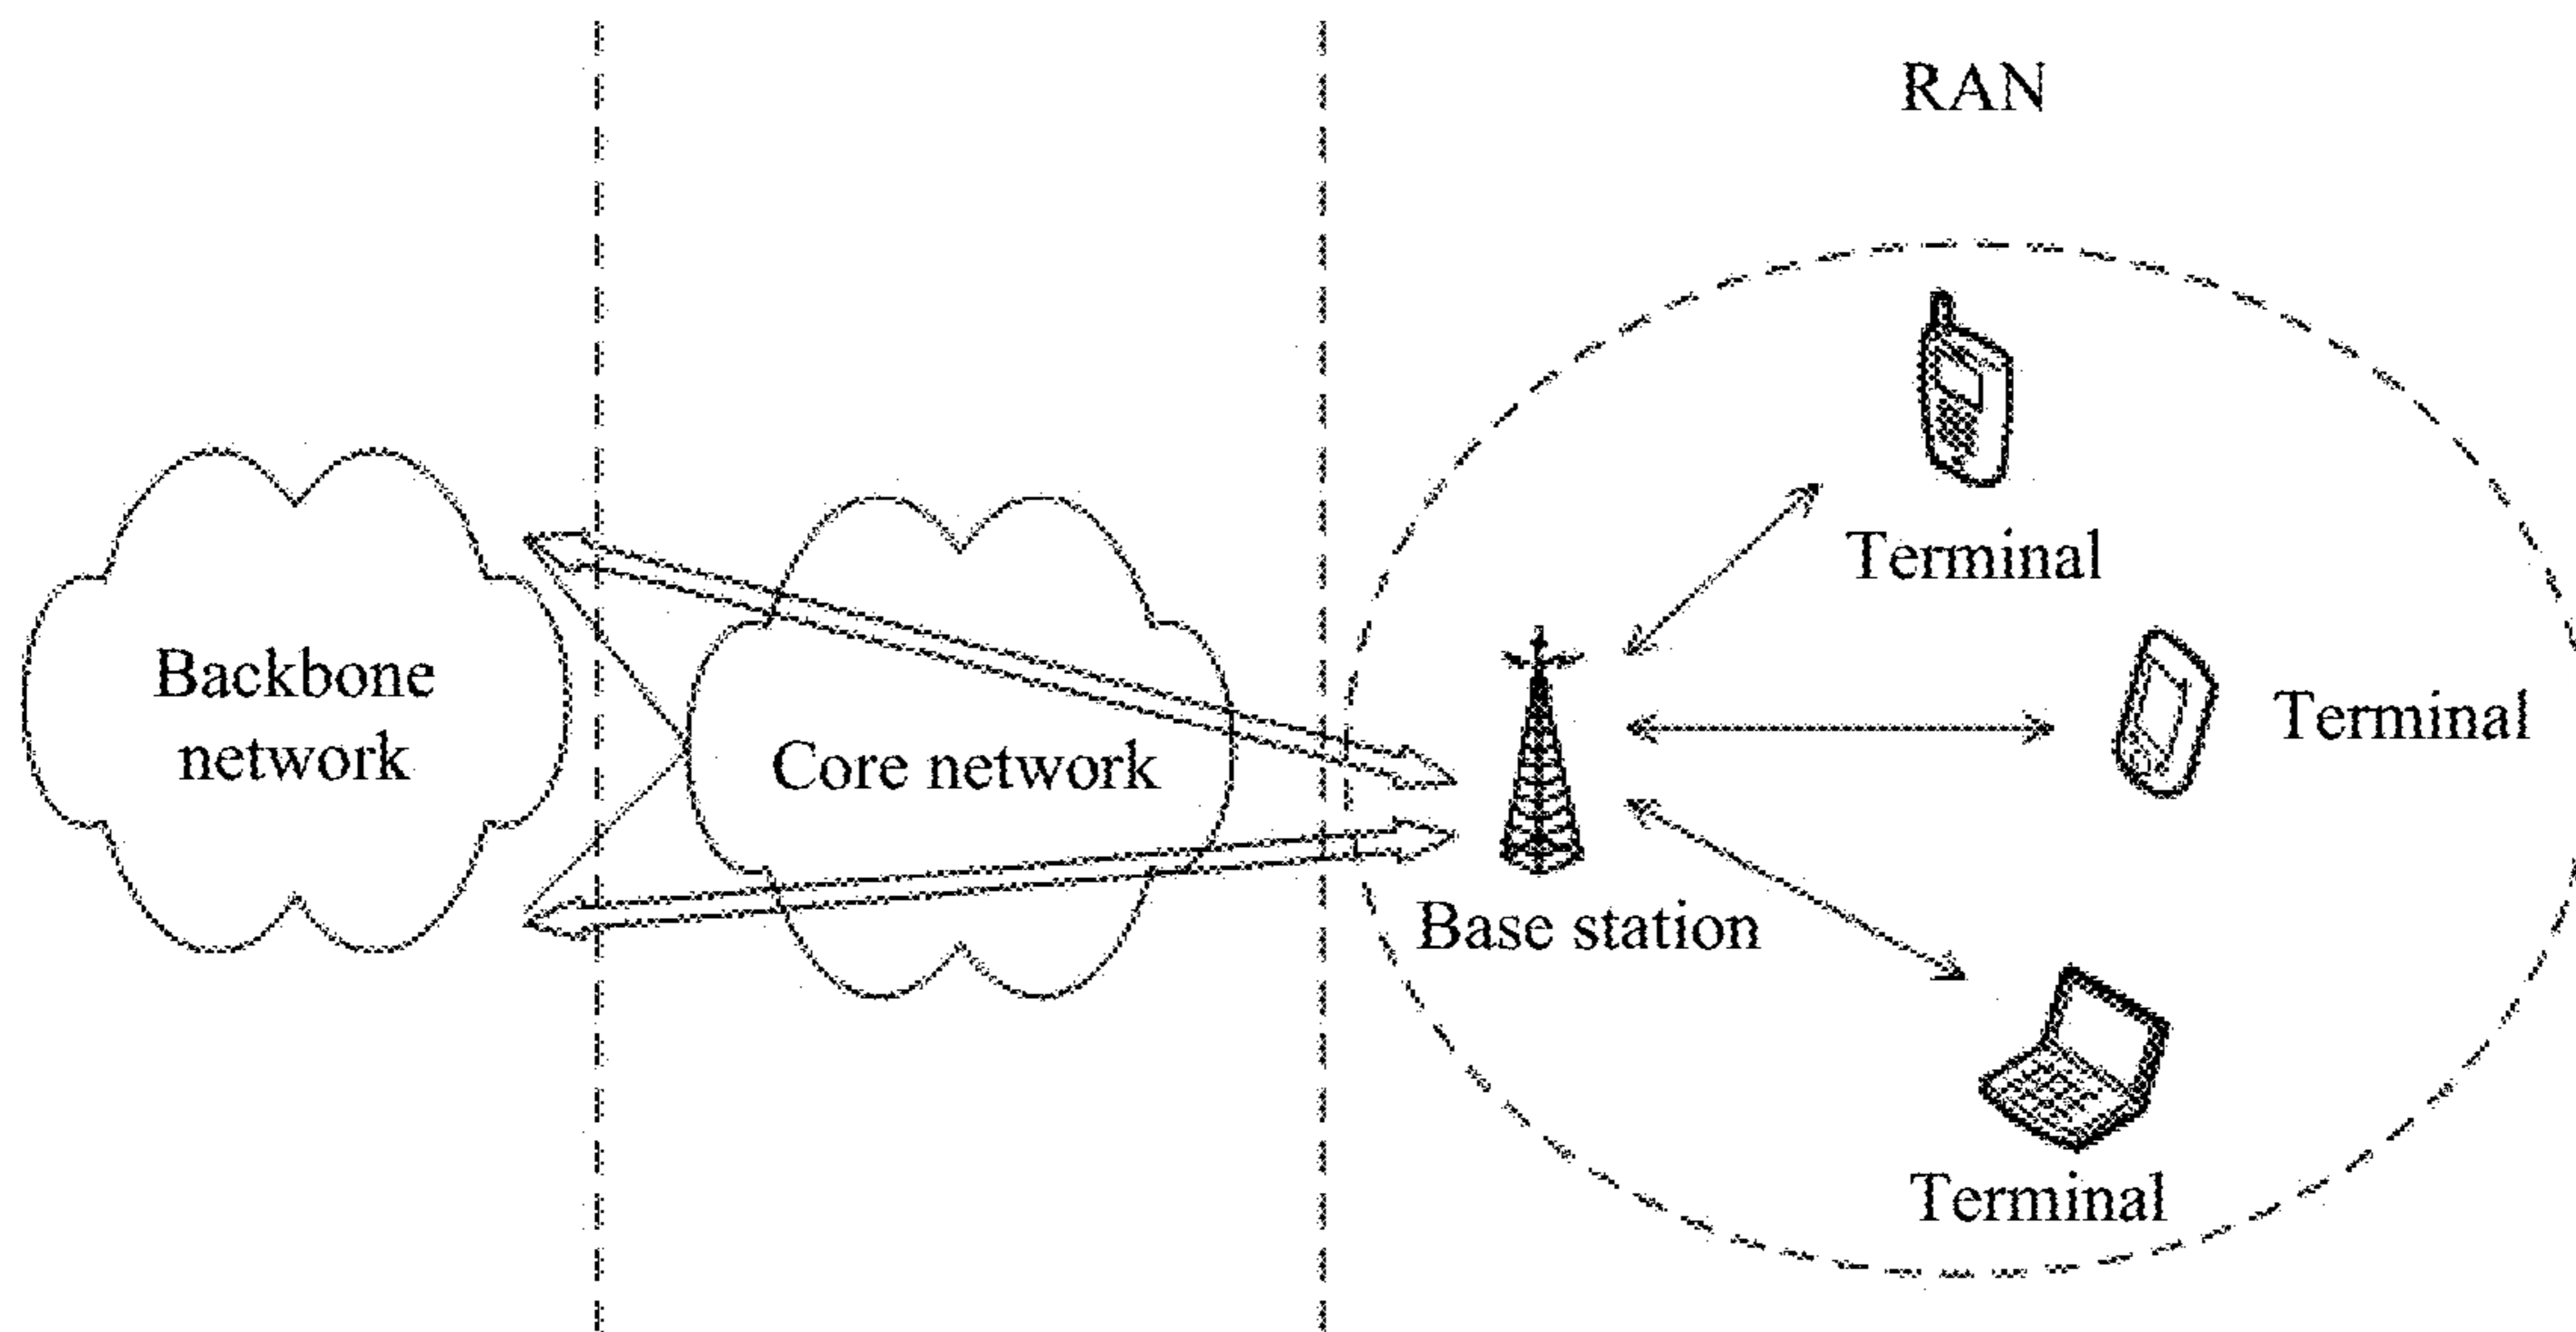 RAN
Terminal
Backbone
network
Core network
Terminal
Base station
Terminal